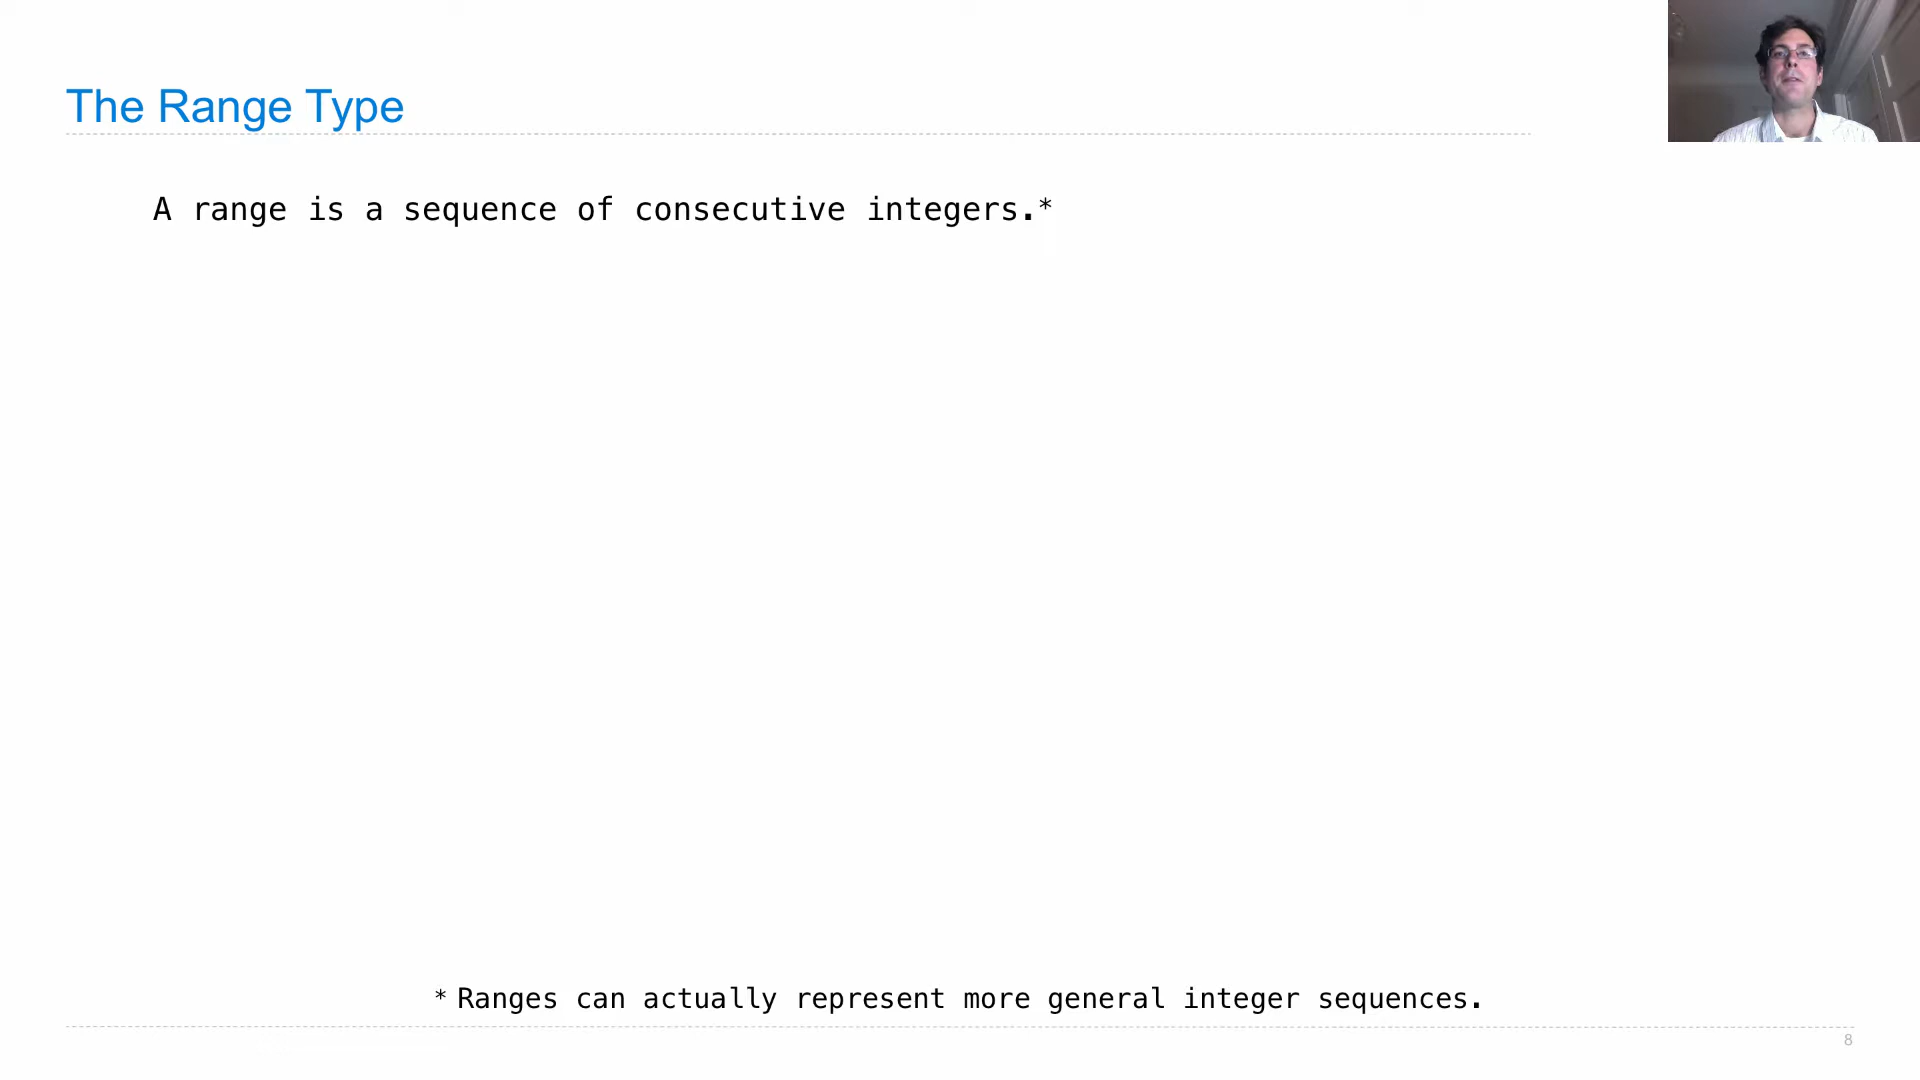 The Range Type
A range is a sequence of consecutive integers.*
* Ranges can actually represent more general integer sequences.
8